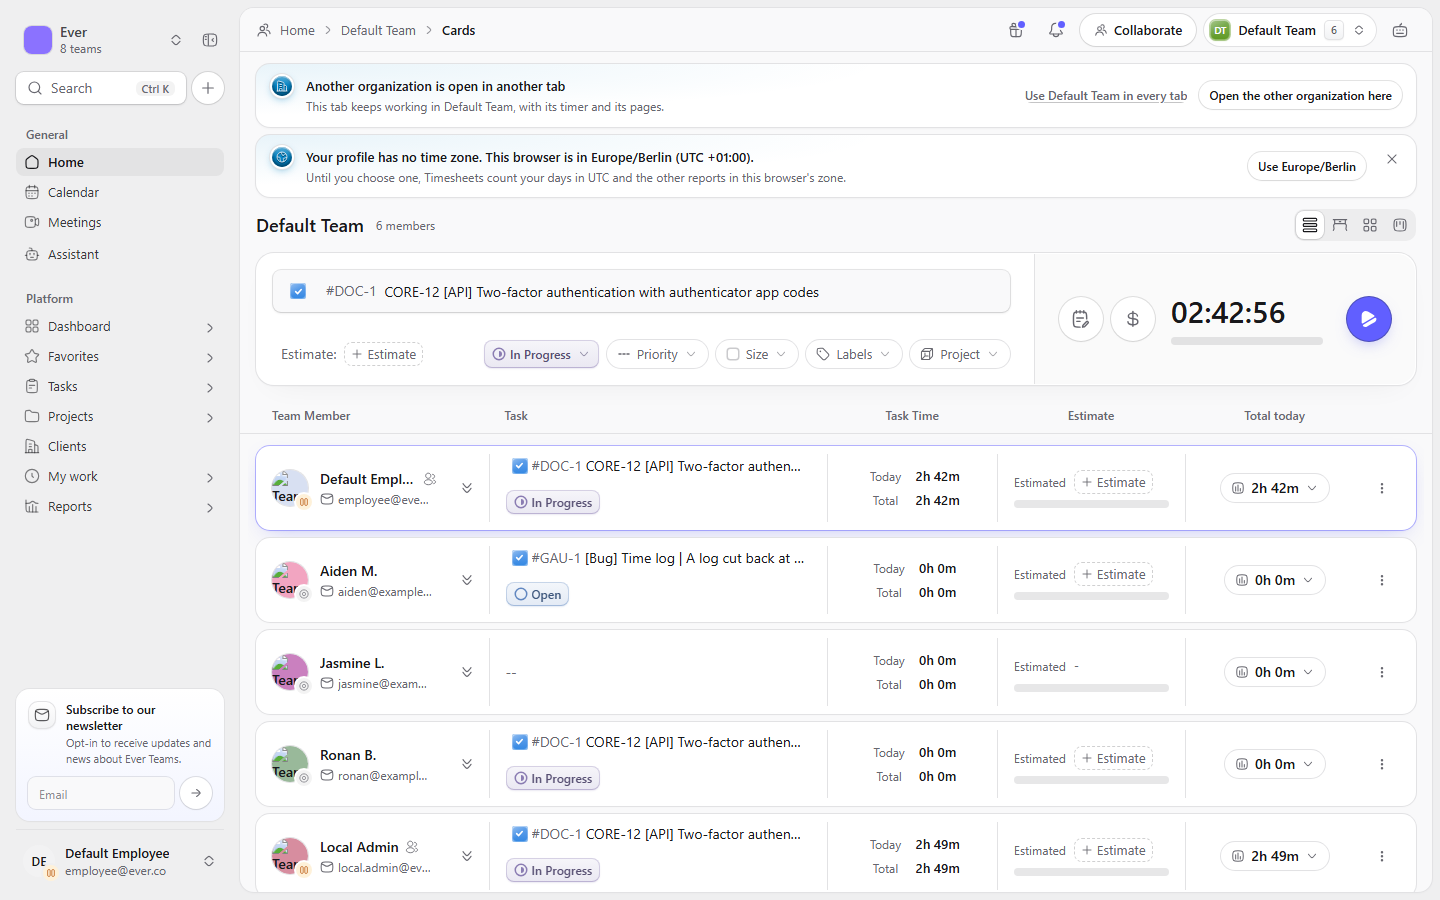 Ever
8 teams
Search
Ctrl K
General
Home
Calendar
Meetings
Assistant
Platform
Dashboard
Favorites
Tasks
Projects
Clients
My work
Reports
Subscribe to our
newsletter
Opt-in to receive updates and
news about Ever Teams.
Email
DE
Default Employee
employee@ever.co
Home
Default Team
Cards
Collaborate
DT
Default Team
6
Another organization is open in another tab
This tab keeps working in Default Team, with its timer and its pages.
Use Default Team in every tab
Open the other organization here
Your profile has no time zone. This browser is in Europe/Berlin (UTC +01:00).
Until you choose one, Timesheets count your days in UTC and the other reports in this browser's zone.
Use Europe/Berlin
Default Team
6 members
#DOC-1 CORE-12 [API] Two-factor authentication with authenticator app codes
Estimate:
+ Estimate
In Progress
Priority
Size
Labels
Project
$
02:42:56
Team Member
Task
Task Time
Estimate
Total today
Default Empl...
employee@eve...
#DOC-1 CORE-12 [API] Two-factor authen...
In Progress
Today 2h 42m
Total 2h 42m
Estimated + Estimate
2h 42m
Aiden M.
aiden@example...
#GAU-1 [Bug] Time log | A log cut back at ...
Open
Today 0h 0m
Total 0h 0m
Estimated + Estimate
0h 0m
Jasmine L.
jasmine@exam...
--
Today 0h 0m
Total 0h 0m
Estimated -
0h 0m
Ronan B.
ronan@exampl...
#DOC-1 CORE-12 [API] Two-factor authen...
In Progress
Today 0h 0m
Total 0h 0m
Estimated + Estimate
0h 0m
Local Admin
local.admin@ev...
#DOC-1 CORE-12 [API] Two-factor authen...
In Progress
Today 2h 49m
Total 2h 49m
Estimated + Estimate
2h 49m